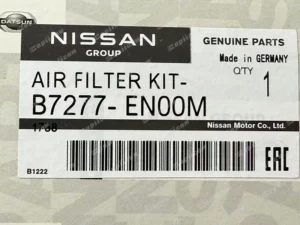 DATSUN
NISSAN
GROUP
GENUINE PARTS
Made in GERMANY
AIR FILTER KIT-
Q'TY 1
B7277- EN00M
1738
Nissan Motor Co., Ltd.
B1222
EAC